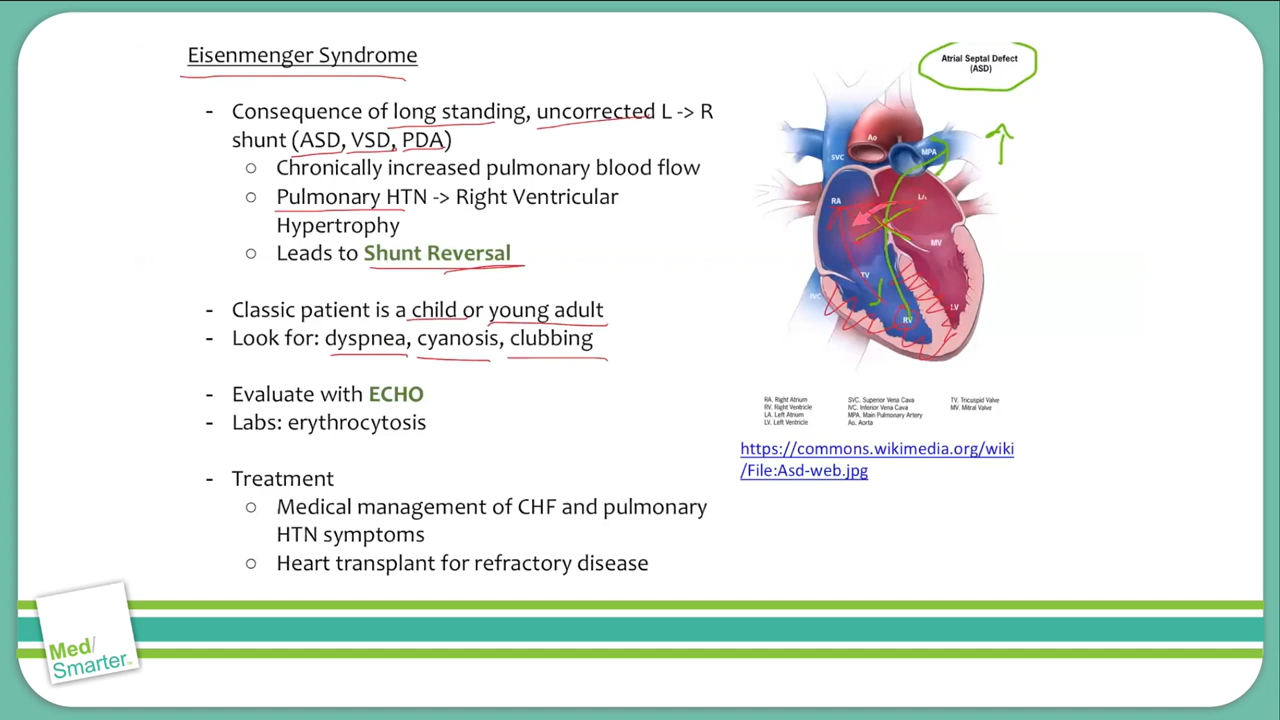 Eisenmenger Syndrome
- Consequence of long standing, uncorrected L -> R
shunt (ASD, VSD, PDA)
○ Chronically increased pulmonary blood flow
○ Pulmonary HTN -> Right Ventricular
Hypertrophy
○ Leads to Shunt Reversal
- Classic patient is a child or young adult
- Look for: dyspnea, cyanosis, clubbing
- Evaluate with ECHO
- Labs: erythrocytosis
- Treatment
○ Medical management of CHF and pulmonary
HTN symptoms
○ Heart transplant for refractory disease
Atrial Septal Defect
(ASD)
Ao
SVC
MPA
RA
LA
MV
TV
IVC
LV
RV
RA. Right Atrium
RV. Right Ventricle
LA. Left Atrium
LV. Left Ventricle
SVC. Superior Vena Cava
IVC. Inferior Vena Cava
MPA. Main Pulmonary Artery
Ao. Aorta
TV. Tricuspid Valve
MV. Mitral Valve
https://commons.wikimedia.org/wiki
/File:Asd-web.jpg
Med/
Smarter™